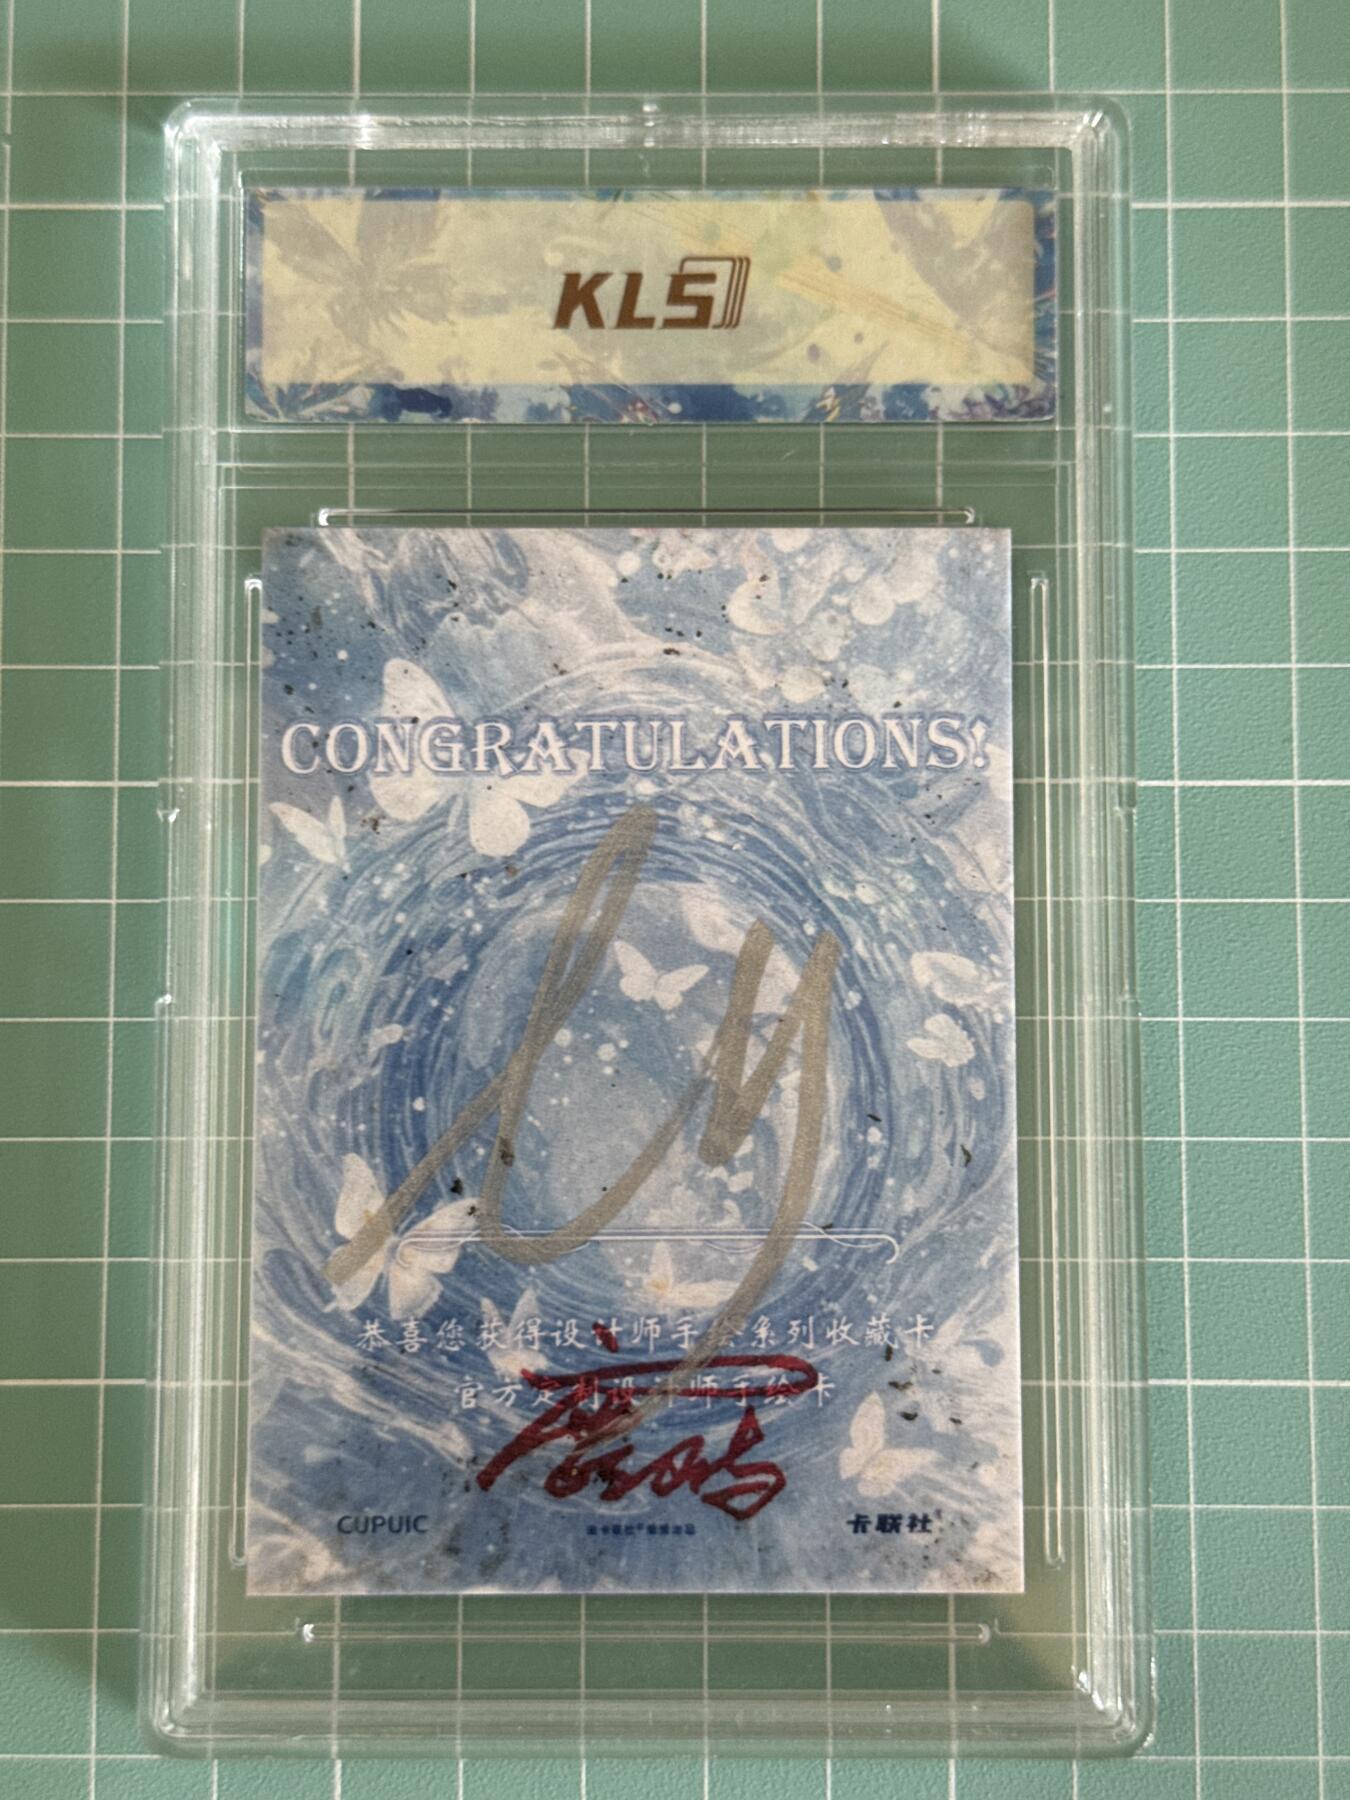 KLS
CONGRATULATIONS!
恭喜您获得设计师手绘系列收藏卡
官方定制设计师手绘卡
CUPUIC
卡联社